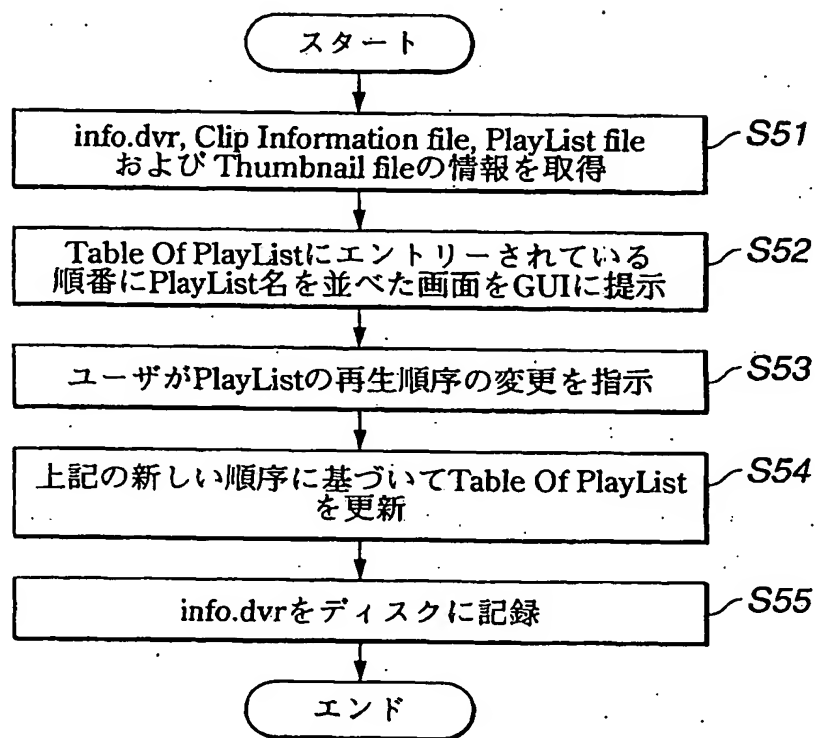 スタート
info.dvr, Clip Information file, PlayList file
および Thumbnail fileの情報を取得
S51
Table Of PlayListにエントリーされている
順番にPlayList名を並べた画面をGUIに提示
S52
ユーザがPlayListの再生順序の変更を指示
S53
上記の新しい順序に基づいてTable Of PlayList
を更新
S54
info.dvrをディスクに記録
S55
エンド